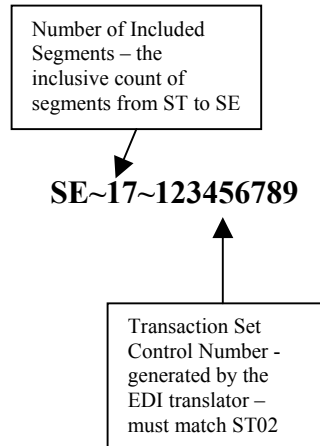 Number of Included
Segments – the
inclusive count of
segments from ST to SE
SE~17~123456789
Transaction Set
Control Number -
generated by the
EDI translator –
must match ST02